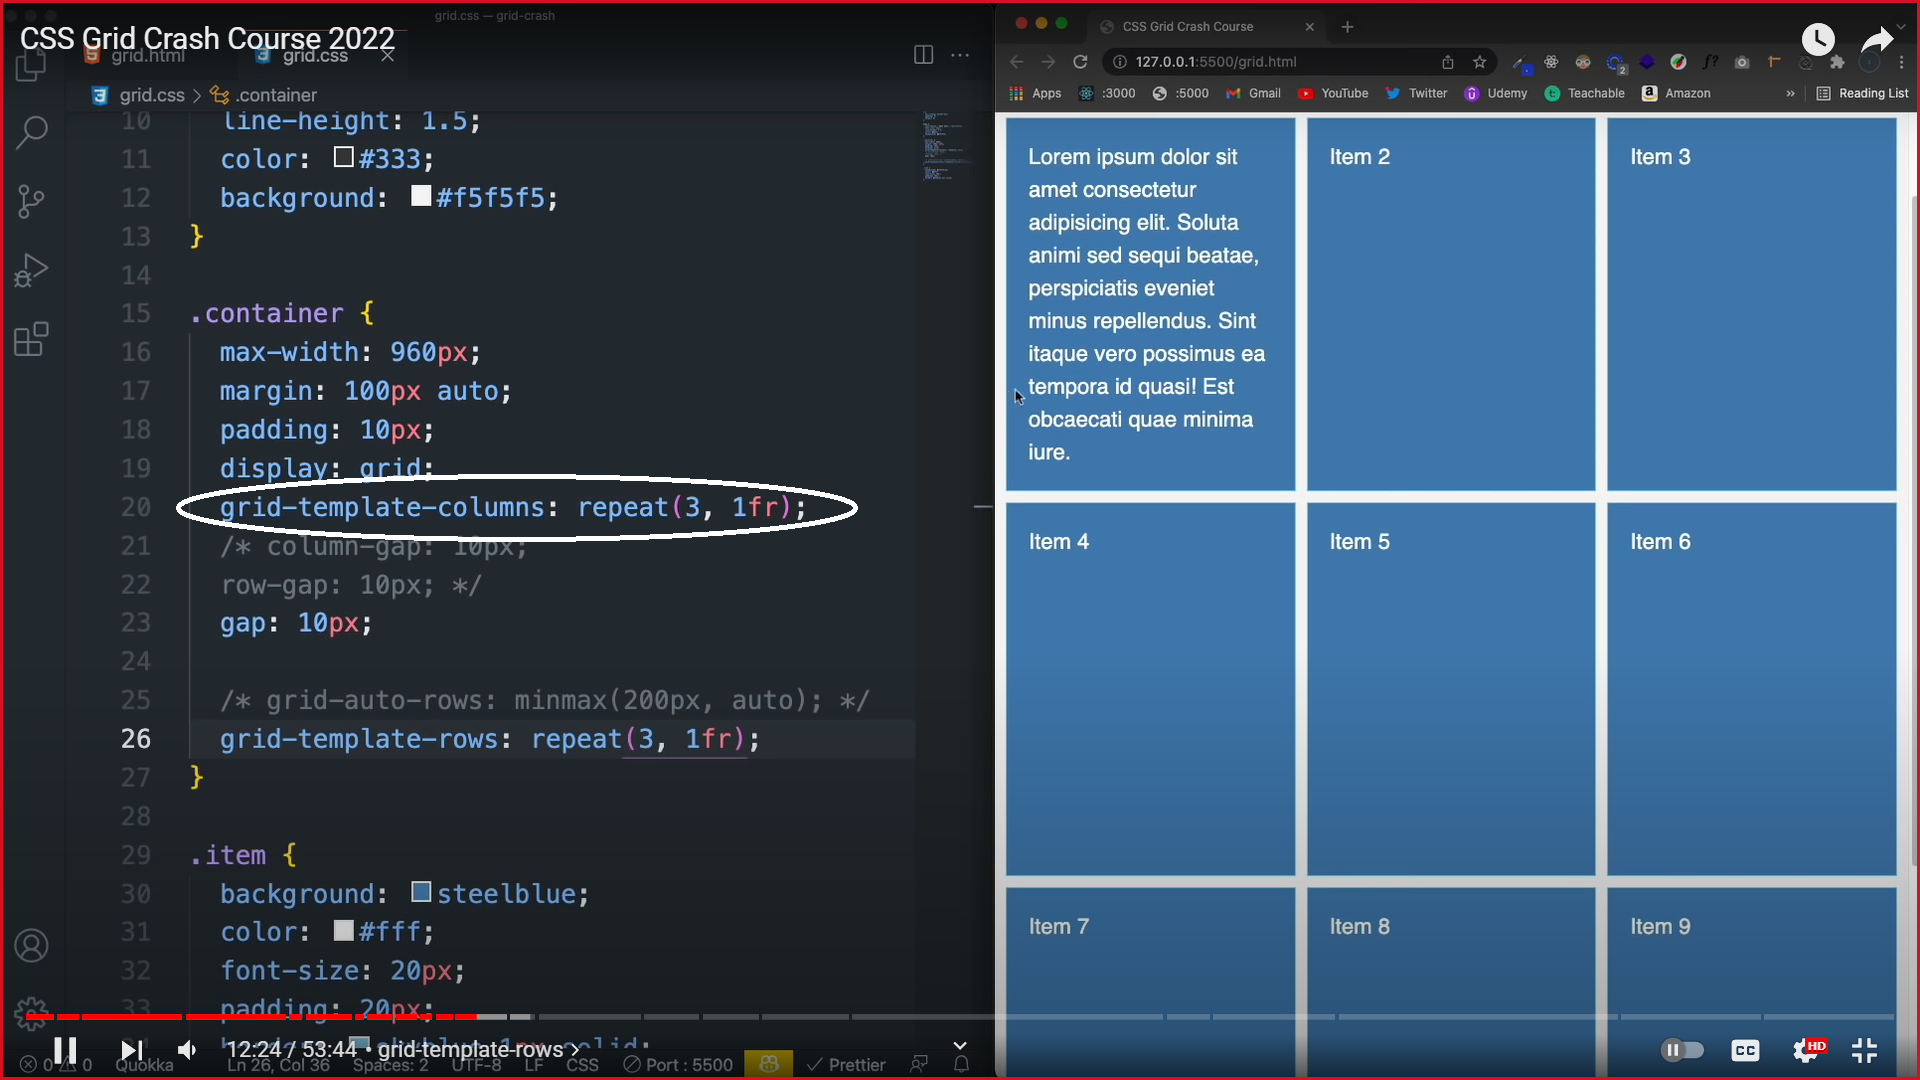 grid.css — grid-crash
CSS Grid Crash Course 2022
grid.html
grid.css
grid.css > .container
10 line-height: 1.5;
11 color: #333;
12 background: #f5f5f5;
13 }
14
15 .container {
16 max-width: 960px;
17 margin: 100px auto;
18 padding: 10px;
19 display: grid;
20 grid-template-columns: repeat(3, 1fr);
21 /* column-gap: 10px;
22 row-gap: 10px; */
23 gap: 10px;
24
25 /* grid-auto-rows: minmax(200px, auto); */
26 grid-template-rows: repeat(3, 1fr);
27 }
28
29 .item {
30 background: steelblue;
31 color: #fff;
32 font-size: 20px;
33 padding: 20px;
12:24 / 53:44 • grid-template-rows >
0 0 Quokka Ln 26, Col 36 Spaces: 2 UTF-8 LF CSS Port : 5500 Prettier
CSS Grid Crash Course
127.0.0.1:5500/grid.html
f?
2
Apps :3000 :5000 Gmail YouTube Twitter Udemy Teachable Amazon » Reading List
Lorem ipsum dolor sit
amet consectetur
adipisicing elit. Soluta
animi sed sequi beatae,
perspiciatis eveniet
minus repellendus. Sint
itaque vero possimus ea
tempora id quasi! Est
obcaecati quae minima
iure.
Item 2
Item 3
Item 4
Item 5
Item 6
Item 7
Item 8
Item 9
CC
HD